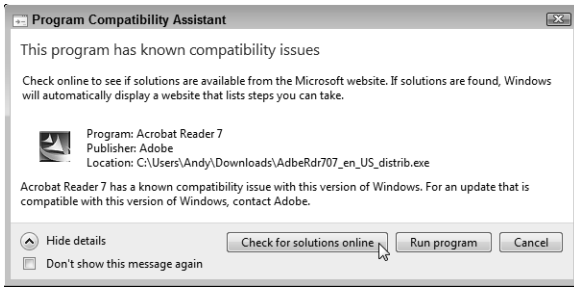 Program Compatibility Assistant
This program has known compatibility issues
Check online to see if solutions are available from the Microsoft website. If solutions are found, Windows
will automatically display a website that lists steps you can take.
Program: Acrobat Reader 7
Publisher: Adobe
Location: C:\Users\Andy\Downloads\AdbeRdr707_en_US_distrib.exe
Acrobat Reader 7 has a known compatibility issue with this version of Windows. For an update that is
compatible with this version of Windows, contact Adobe.
Hide details
Check for solutions online
Run program
Cancel
Don't show this message again